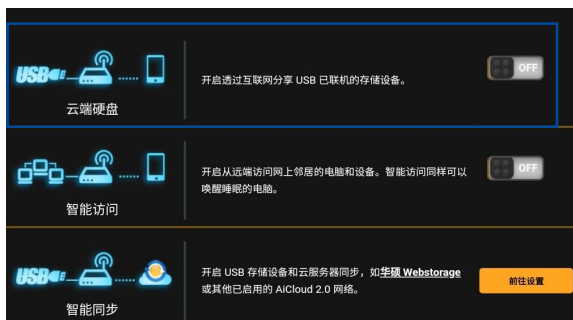 USB
开启透过互联网分享 USB 已联机的存储设备。
OFF
云端硬盘
开启从远端访问网上邻居的电脑和设备。智能访问同样可以
唤醒睡眠的电脑。
OFF
智能访问
USB
开启 USB 存储设备和云服务器同步，如华硕 Webstorage
或其他已启用的 AiCloud 2.0 网络。
前往设置
智能同步